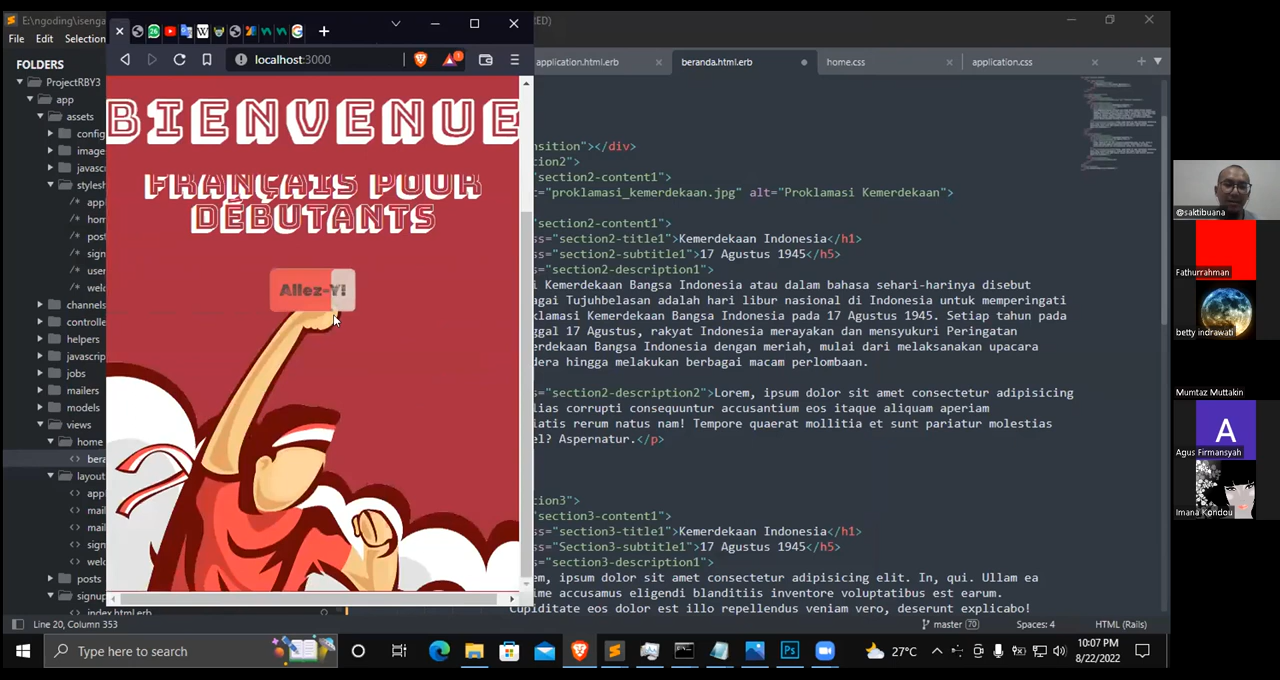 E:\ngoding\isenga
RED)
localhost:3000
File Edit Selection
FOLDERS
ProjectRBY3
app
assets
config
images
javascr
stylesh
app
hom
post
sign
user
welc
channels
controlle
helpers
javascrip
jobs
mailers
models
views
home
bera
layout
app
mail
mail
sign
welc
posts
signup
index.html.erb
BIENVENUE
FRANÇAIS POUR
DÉBUTANTS
Allez-Y!
application.html.erb
beranda.html.erb
home.css
application.css
nsition"></div>
section2">
section2-content1">
="proklamasi_kemerdekaan.jpg" alt="Proklamasi Kemerdekaan">
section2-content1">
ss="section2-title1">Kemerdekaan Indonesia</h1>
ss="section2-subtitle1">17 Agustus 1945</h5>
ss="section2-description1">
i Kemerdekaan Bangsa Indonesia atau dalam bahasa sehari-harinya disebut
agai Tujuhbelasan adalah hari libur nasional di Indonesia untuk memperingati
klamasi Kemerdekaan Bangsa Indonesia pada 17 Agustus 1945. Setiap tahun pada
ggal 17 Agustus, rakyat Indonesia merayakan dan mensyukuri Peringatan
erdekaan Bangsa Indonesia dengan meriah, mulai dari melaksanakan upacara
dera hingga melakukan berbagai macam perlombaan.
="section2-description2">Lorem, ipsum dolor sit amet consectetur adipisicing
lias corrupti consequuntur accusantium eos itaque aliquam aperiam
iatis rerum natus nam! Tempore quaerat mollitia et sunt pariatur molestias
el? Aspernatur.</p>
ion3">
section3-content1">
="section3-title1">Kemerdekaan Indonesia</h1>
="Section3-subtitle1">17 Agustus 1945</h5>
="section3-description1">
em, ipsum dolor sit amet consectetur adipisicing elit. In, qui. Ullam ea
ime accusamus eligendi blanditiis inventore voluptatibus est earum.
Cupiditate eos dolor est illo repellendus veniam vero, deserunt explicabo!
@saktibuana
Fathurrahman
betty indrawati
Mumtaz Muttakin
A
Agus Firmansyah
Imana Kondou
Line 20, Column 353
master 70
Spaces: 4
HTML (Rails)
Type here to search
27°C
10:07 PM
8/22/2022